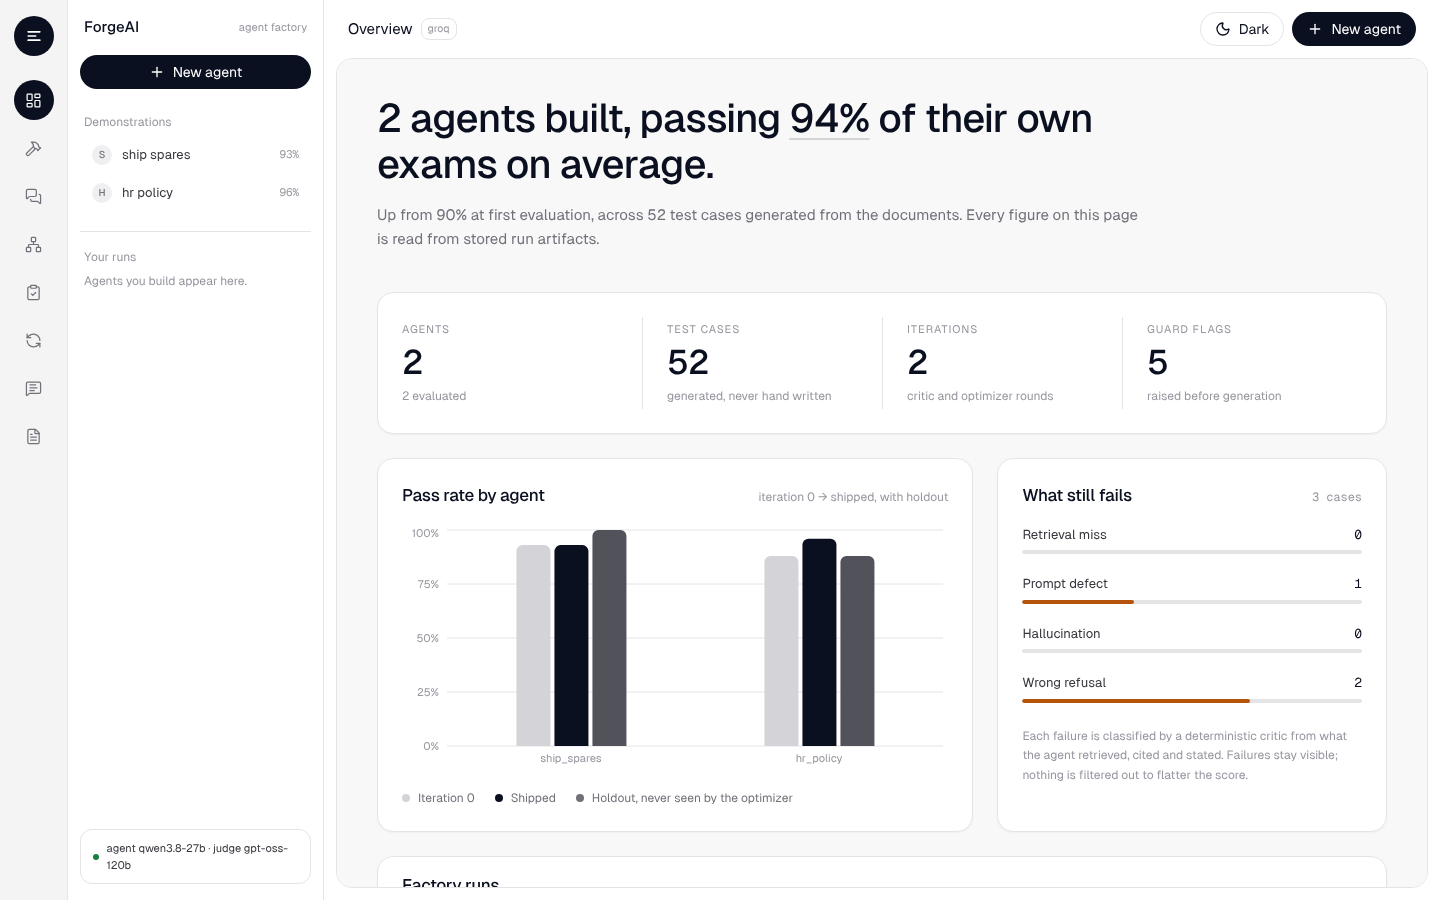 ForgeAI
agent factory
New agent
Demonstrations
S ship spares 93%
H hr policy 96%
Your runs
Agents you build appear here.
agent qwen3.8-27b · judge gpt-oss-
120b
Overview groq
Dark
New agent
2 agents built, passing 94% of their own
exams on average.
Up from 90% at first evaluation, across 52 test cases generated from the documents. Every figure on this page
is read from stored run artifacts.
AGENTS
2
2 evaluated
TEST CASES
52
generated, never hand written
ITERATIONS
2
critic and optimizer rounds
GUARD FLAGS
5
raised before generation
Pass rate by agent
iteration 0 → shipped, with holdout
100%
75%
50%
25%
0%
ship_spares
hr_policy
Iteration 0
Shipped
Holdout, never seen by the optimizer
What still fails
3 cases
Retrieval miss 0
Prompt defect 1
Hallucination 0
Wrong refusal 2
Each failure is classified by a deterministic critic from what
the agent retrieved, cited and stated. Failures stay visible;
nothing is filtered out to flatter the score.
Factory runs